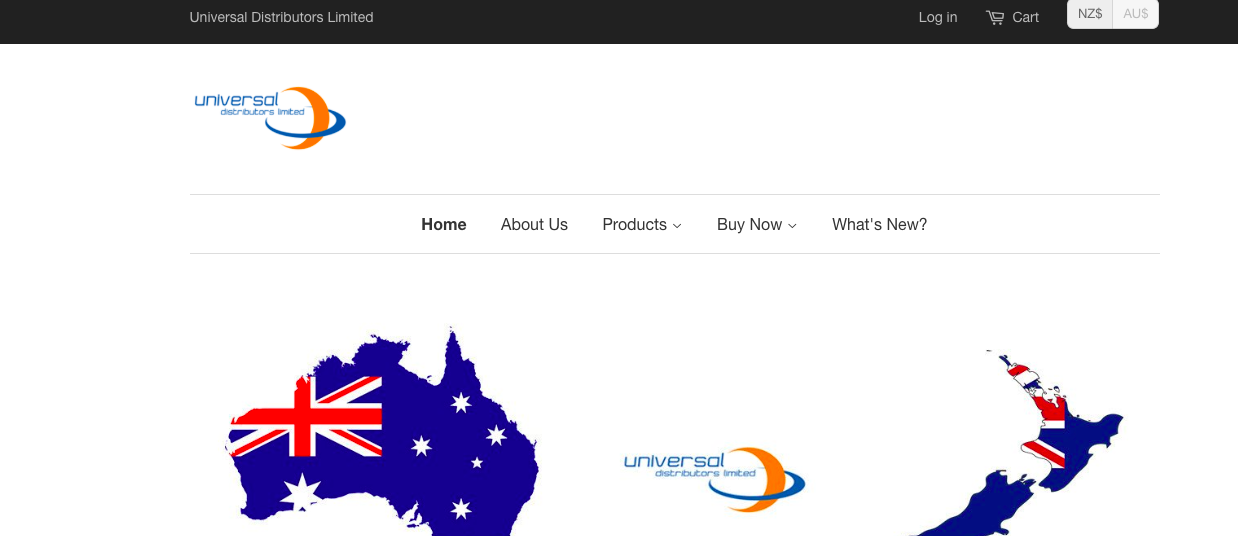 Universal Distributors Limited
Log in
Cart
NZ$
AU$
universal
distributors limited
Home
About Us
Products
Buy Now
What's New?
universal
distributors limited